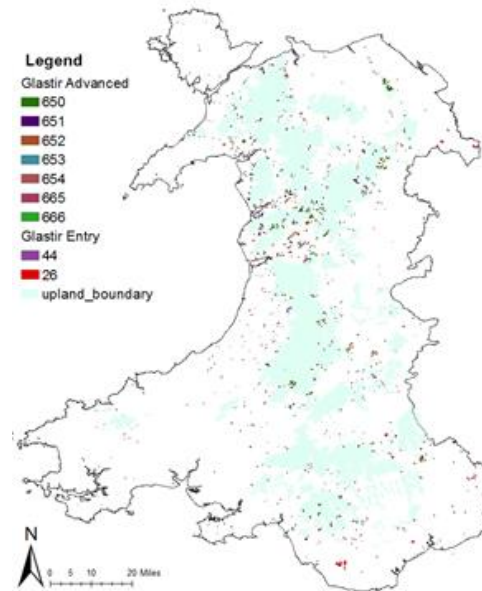 Legend
Glastir Advanced
650
651
652
653
654
665
666
Glastir Entry
44
26
upland_boundary
N
0 5 10 20 Miles